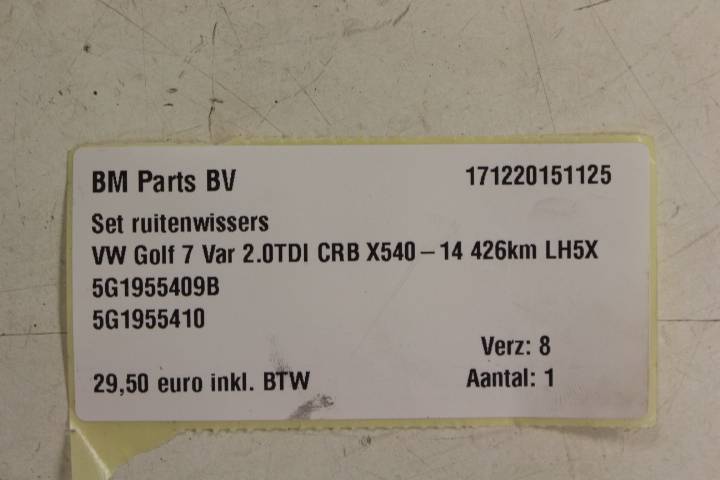 BM Parts BV 171220151125
Set ruitenwissers
VW Golf 7 Var 2.0TDI CRB X540 – 14 426km LH5X
5G1955409B
5G1955410
Verz: 8
29,50 euro inkl. BTW Aantal: 1